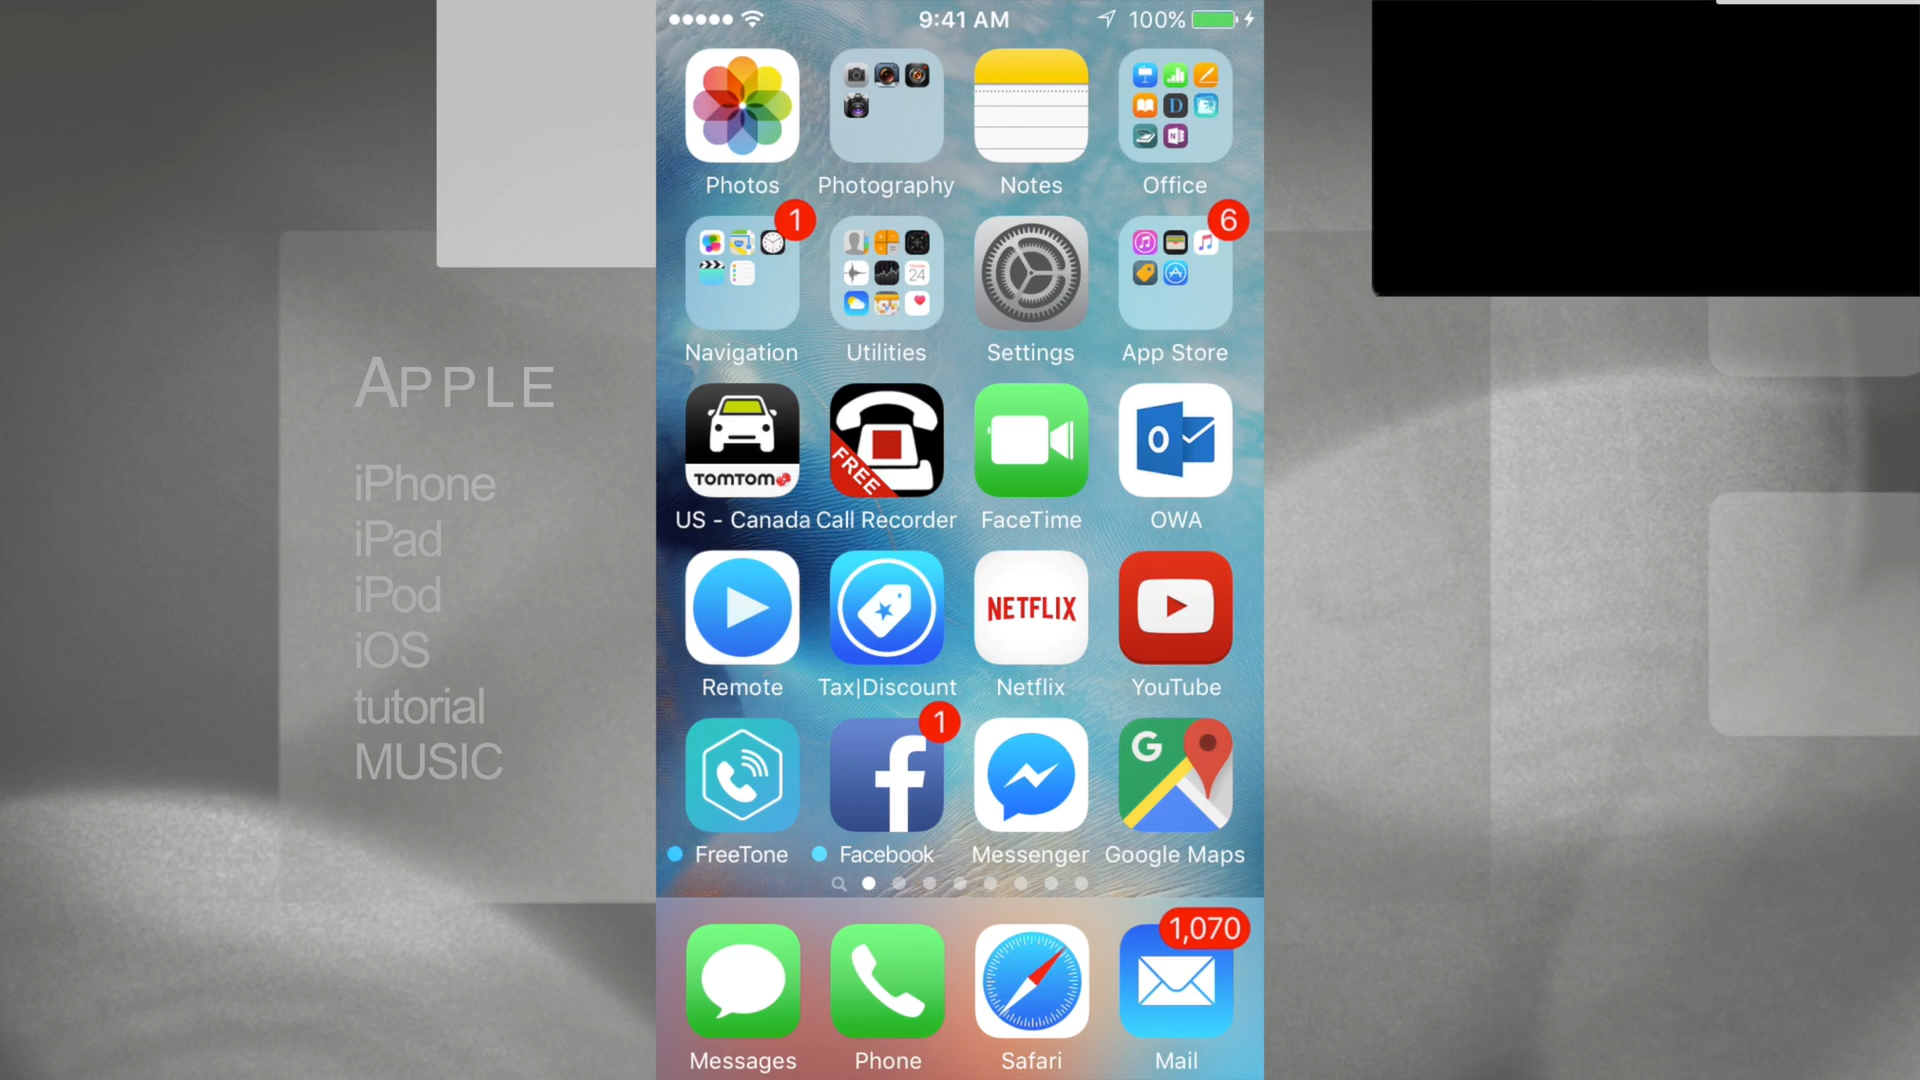 9:41 AM
100%
Photos
Photography
Notes
Office
1
6
24
Navigation
Utilities
Settings
App Store
APPLE
iPhone
iPad
iPod
iOS
tutorial
MUSIC
TOMTOM
FREE
US - Canada
Call Recorder
FaceTime
OWA
NETFLIX
Remote
Tax|Discount
Netflix
YouTube
1
FreeTone
Facebook
Messenger
Google Maps
1,070
Messages
Phone
Safari
Mail